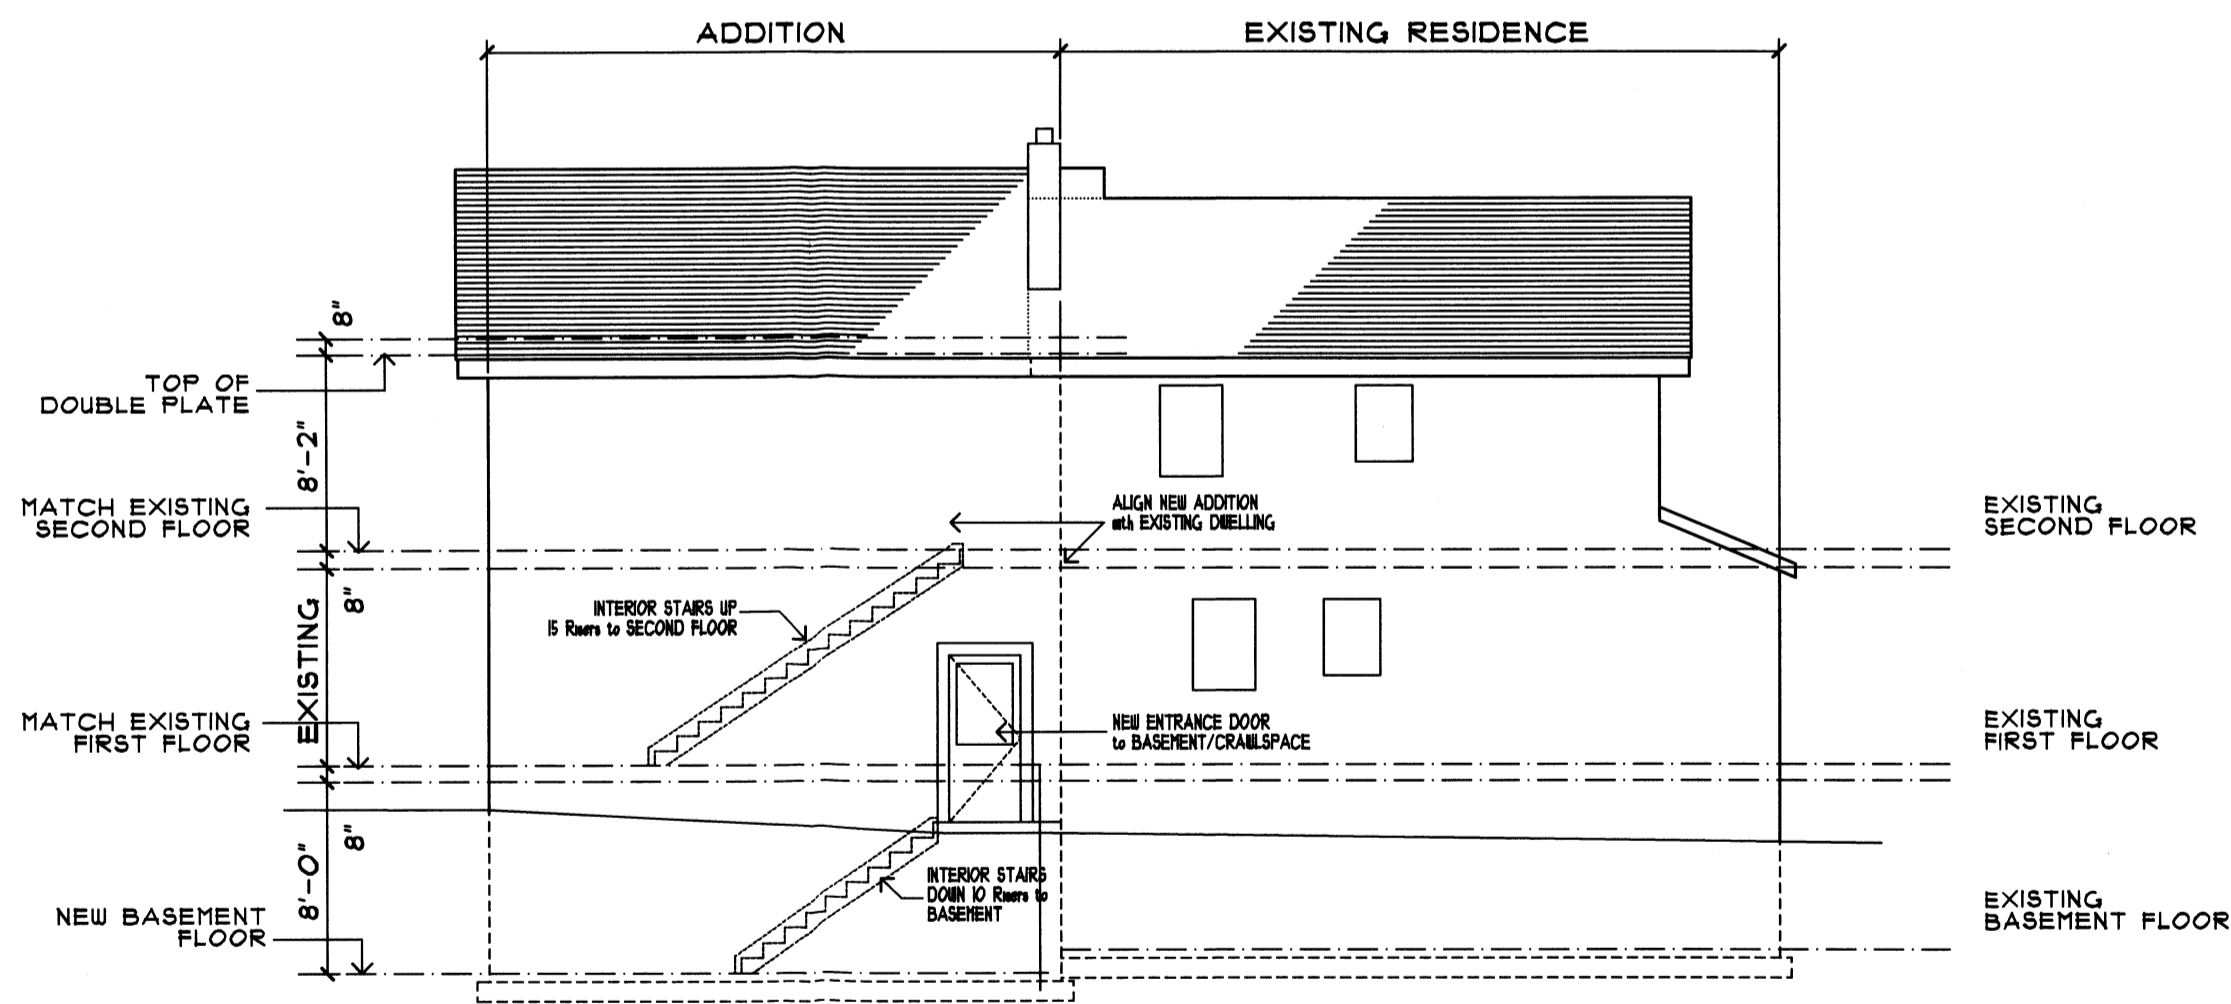 ADDITION
EXISTING RESIDENCE
8"
TOP OF
DOUBLE PLATE
8'-2"
MATCH EXISTING
SECOND FLOOR
ALIGN NEW ADDITION
with EXISTING DWELLING
EXISTING
SECOND FLOOR
8"
INTERIOR STAIRS UP
15 Risers to SECOND FLOOR
EXISTING
MATCH EXISTING
FIRST FLOOR
NEW ENTRANCE DOOR
to BASEMENT/CRAWLSPACE
EXISTING
FIRST FLOOR
8"
8'-0"
INTERIOR STAIRS
DOWN 10 Risers to
BASEMENT
NEW BASEMENT
FLOOR
EXISTING
BASEMENT FLOOR